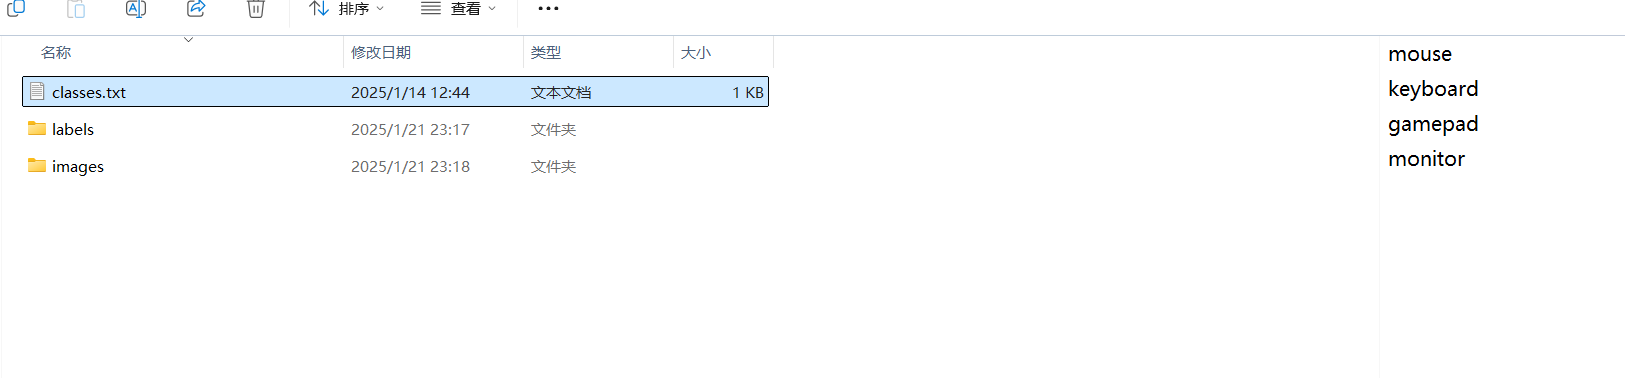 排序 查看
名称 修改日期 类型 大小
classes.txt 2025/1/14 12:44 文本文档 1 KB
labels 2025/1/21 23:17 文件夹
images 2025/1/21 23:18 文件夹
mouse
keyboard
gamepad
monitor